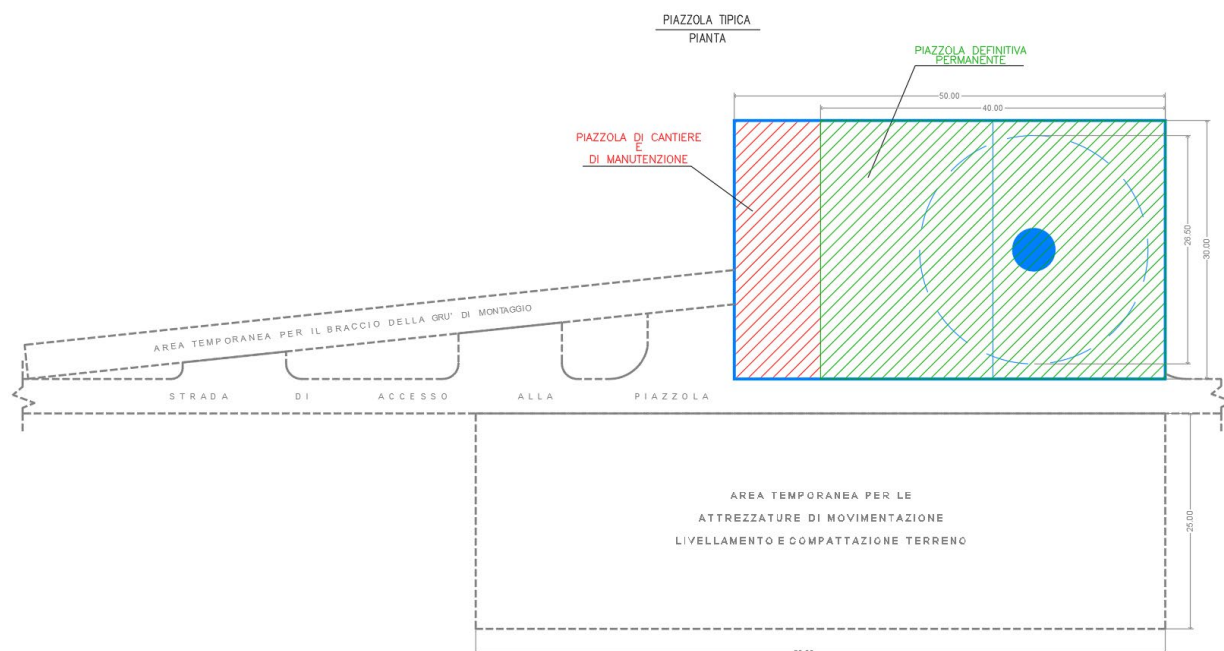 PIAZZOLA TIPICA
PIANTA
PIAZZOLA DEFINITIVA
PERMANENTE
50.00
40.00
PIAZZOLA DI CANTIERE
E
DI MANUTENZIONE
26.50
30.00
AREA TEMPORANEA PER IL BRACCIO DELLA GRU' DI MONTAGGIO
STRADA DI ACCESSO ALLA PIAZZOLA
AREA TEMPORANEA PER LE
ATTREZZATURE DI MOVIMENTAZIONE
LIVELLAMENTO E COMPATTAZIONE TERRENO
25.00